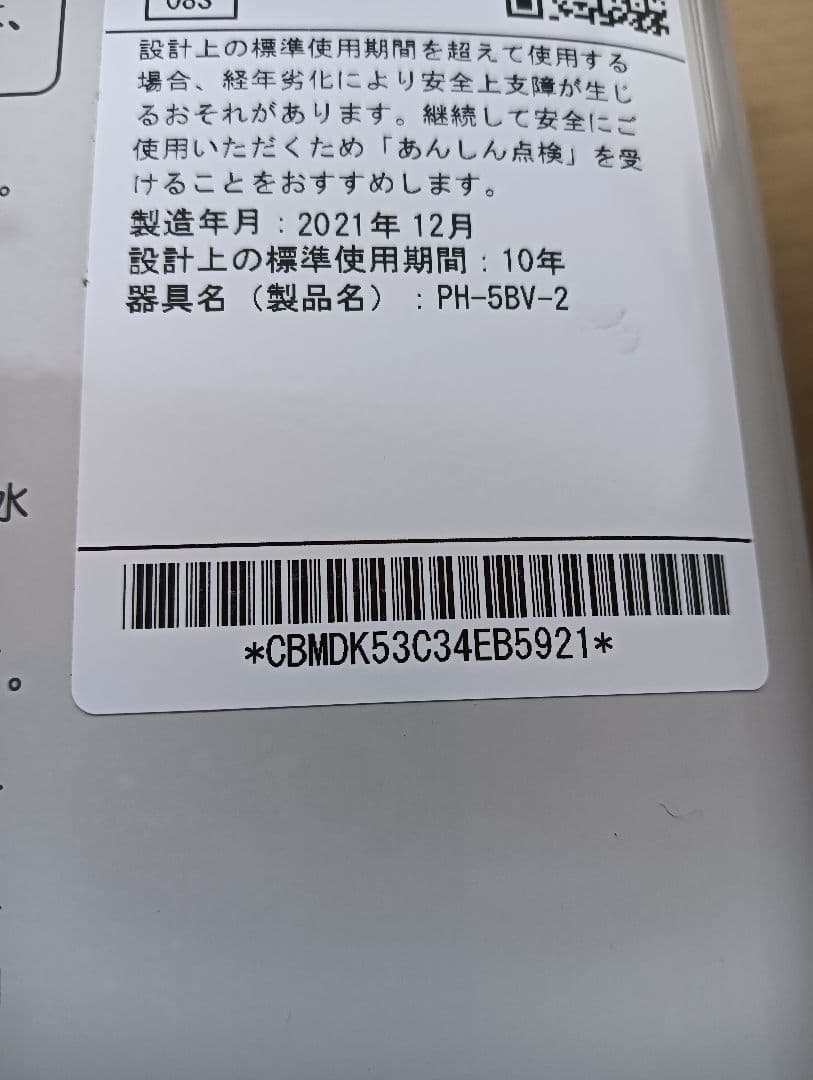 08S
設計上の標準使用期間を超えて使用する
場合、経年劣化により安全上支障が生じ
るおそれがあります。継続して安全にご
使用いただくため「あんしん点検」を受
けることをおすすめします。
製造年月：2021年 12月
設計上の標準使用期間：10年
器具名（製品名）：PH-5BV-2
水
*CBMDK53C34EB5921*